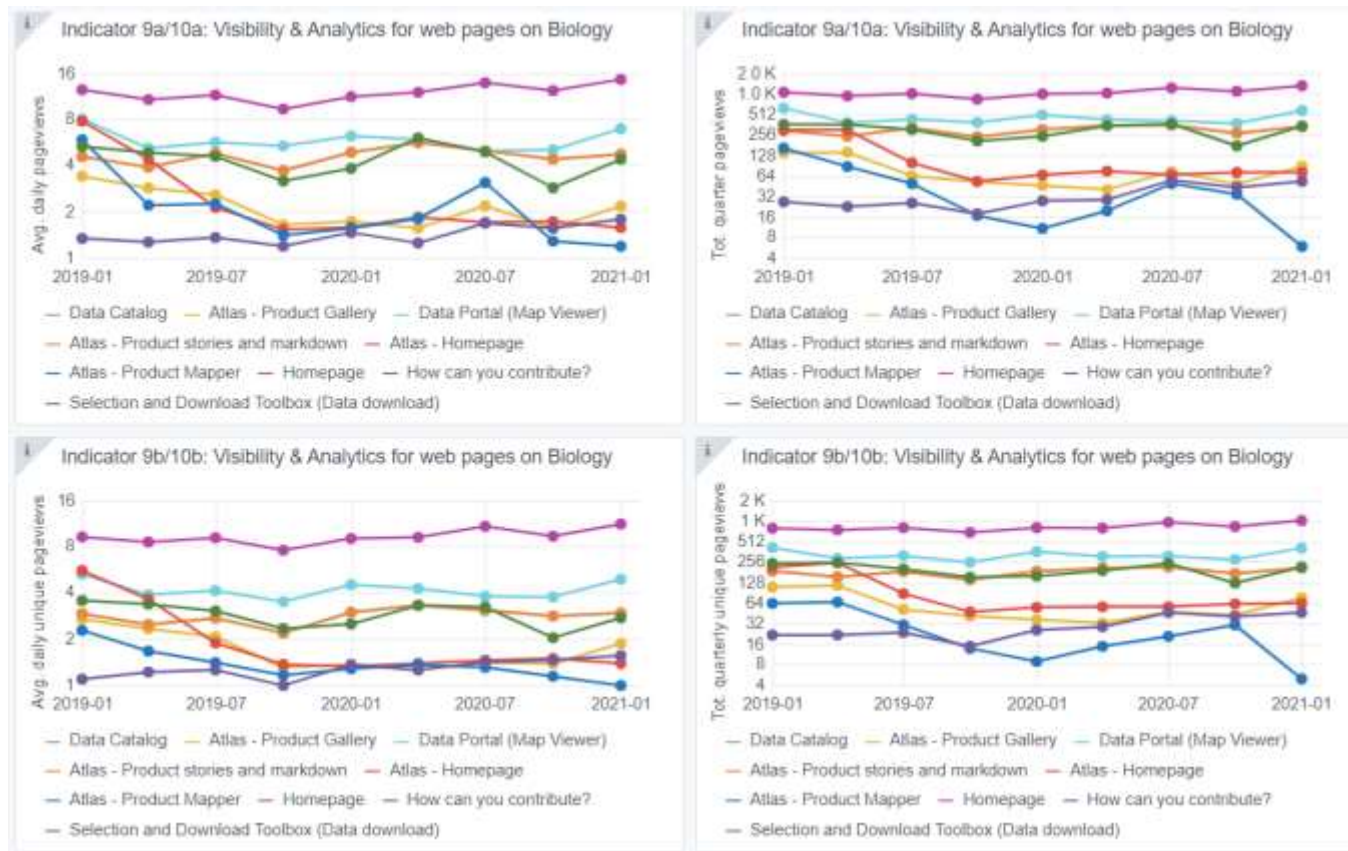 Indicator 9a/10a: Visibility & Analytics for web pages on Biology
Avg. daily pageviews
16
8
4
2
1
2019-01 2019-07 2020-01 2020-07 2021-01
Data Catalog Atlas - Product Gallery Data Portal (Map Viewer)
Atlas - Product stories and markdown Atlas - Homepage
Atlas - Product Mapper Homepage How can you contribute?
Selection and Download Toolbox (Data download)
Indicator 9a/10a: Visibility & Analytics for web pages on Biology
Tot. quarter pageviews
2.0 K
1.0 K
512
256
128
64
32
16
8
4
2019-01 2019-07 2020-01 2020-07 2021-01
Data Catalog Atlas - Product Gallery Data Portal (Map Viewer)
Atlas - Product stories and markdown Atlas - Homepage
Atlas - Product Mapper Homepage How can you contribute?
Selection and Download Toolbox (Data download)
Indicator 9b/10b: Visibility & Analytics for web pages on Biology
Avg. daily unique pageviews
16
8
4
2
1
2019-01 2019-07 2020-01 2020-07 2021-01
Data Catalog Atlas - Product Gallery Data Portal (Map Viewer)
Atlas - Product stories and markdown Atlas - Homepage
Atlas - Product Mapper Homepage How can you contribute?
Selection and Download Toolbox (Data download)
Indicator 9b/10b: Visibility & Analytics for web pages on Biology
Tot. quarterly unique pageviews
2 K
1 K
512
256
128
64
32
16
8
4
2019-01 2019-07 2020-01 2020-07 2021-01
Data Catalog Atlas - Product Gallery Data Portal (Map Viewer)
Atlas - Product stories and markdown Atlas - Homepage
Atlas - Product Mapper Homepage How can you contribute?
Selection and Download Toolbox (Data download)